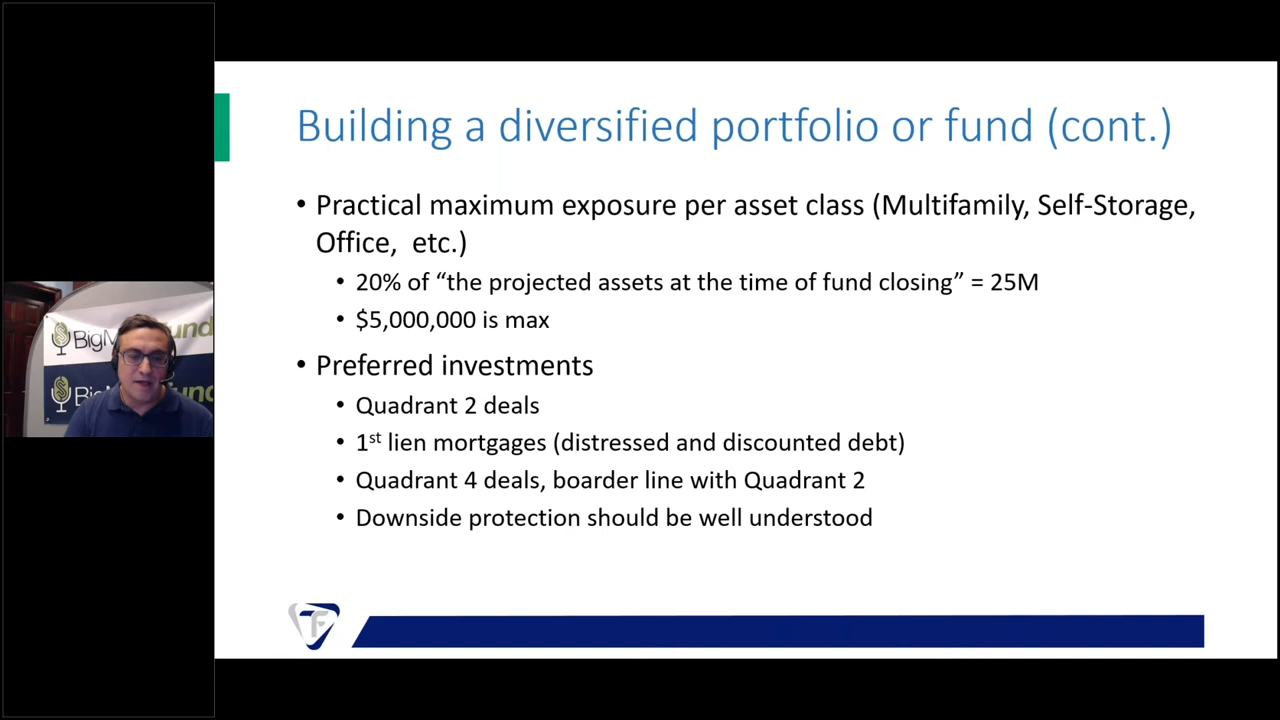 Building a diversified portfolio or fund (cont.)
• Practical maximum exposure per asset class (Multifamily, Self-Storage,
Office, etc.)
• 20% of “the projected assets at the time of fund closing” = 25M
• $5,000,000 is max
• Preferred investments
• Quadrant 2 deals
• 1st lien mortgages (distressed and discounted debt)
• Quadrant 4 deals, boarder line with Quadrant 2
• Downside protection should be well understood
TF